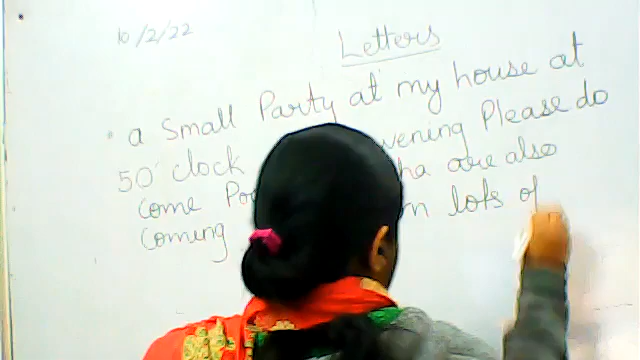 10/2/22
Letters
a Small Party at my house at
50' clock vening Please do
come Poo ha are also
coming n lots of